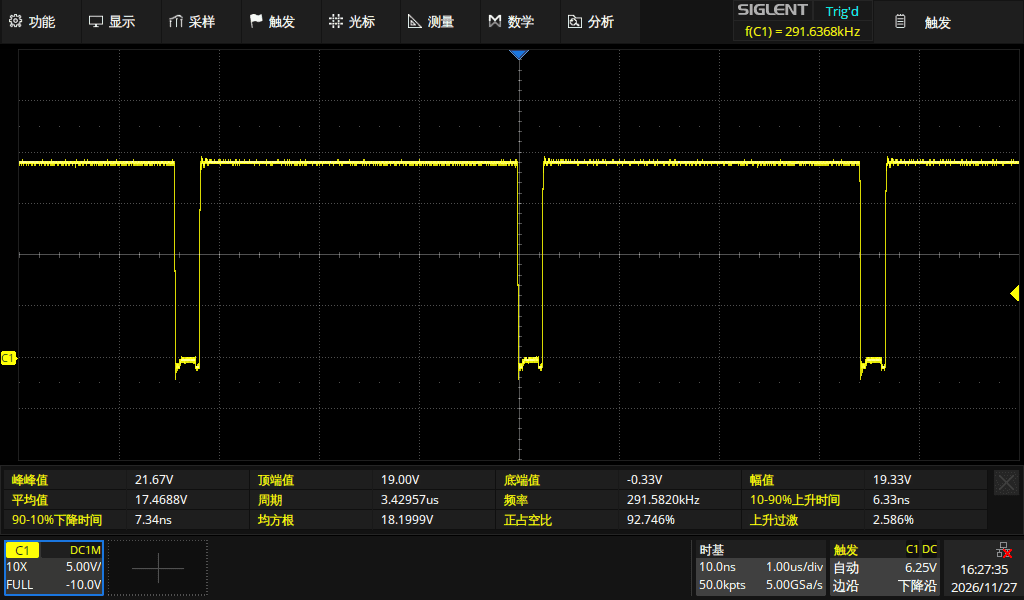 功能 显示 采样 触发 光标 测量 数学 分析 SIGLENT Trig'd 触发
f(C1) = 291.6368kHz
C1
峰峰值 21.67V 顶端值 19.00V 底端值 -0.33V 幅值 19.33V
平均值 17.4688V 周期 3.42957us 频率 291.5820kHz 10-90%上升时间 6.33ns
90-10%下降时间 7.34ns 均方根 18.1999V 正占空比 92.746% 上升过激 2.586%
C1 DC1M 时基 触发 C1 DC
10X 5.00V/ 10.0ns 1.00us/div 自动 6.25V 16:27:35
FULL -10.0V 50.0kpts 5.00GSa/s 边沿 下降沿 2026/11/27